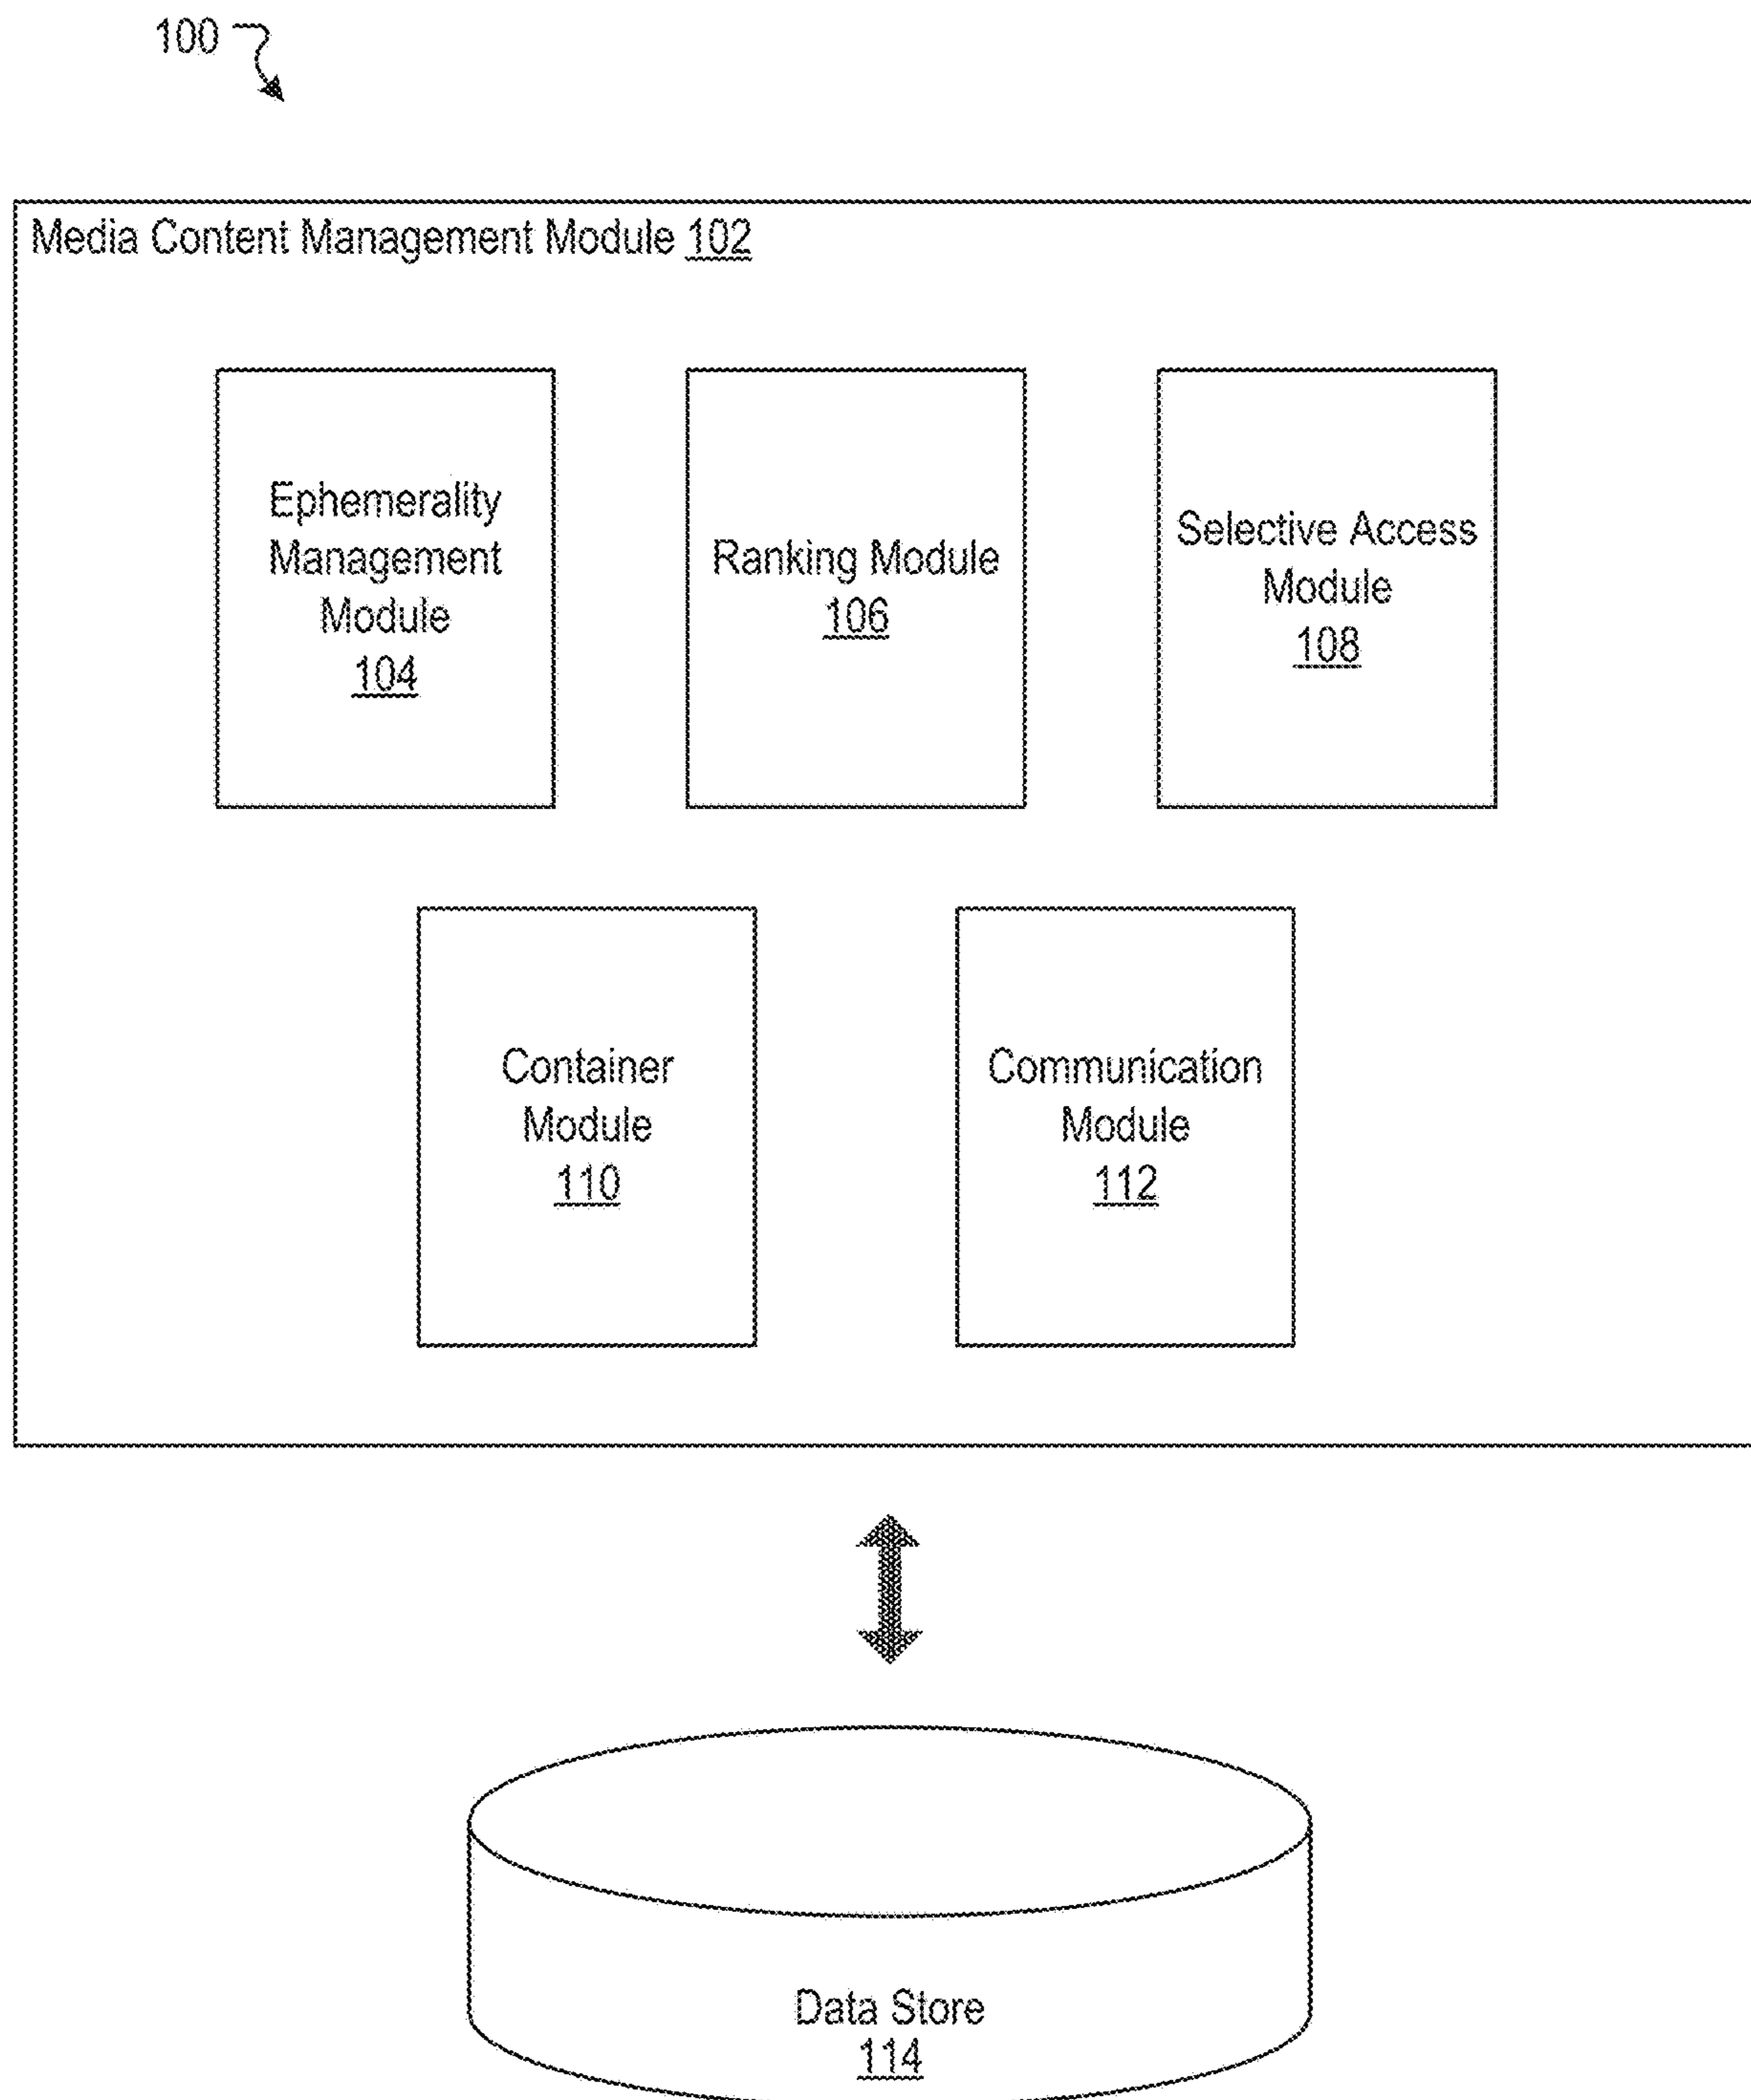 100
Media Content Management Module 102
Ephemerality
Management
Module
104
Ranking Module
106
Selective Access
Module
108
Container
Module
110
Communication
Module
112
Data Store
114